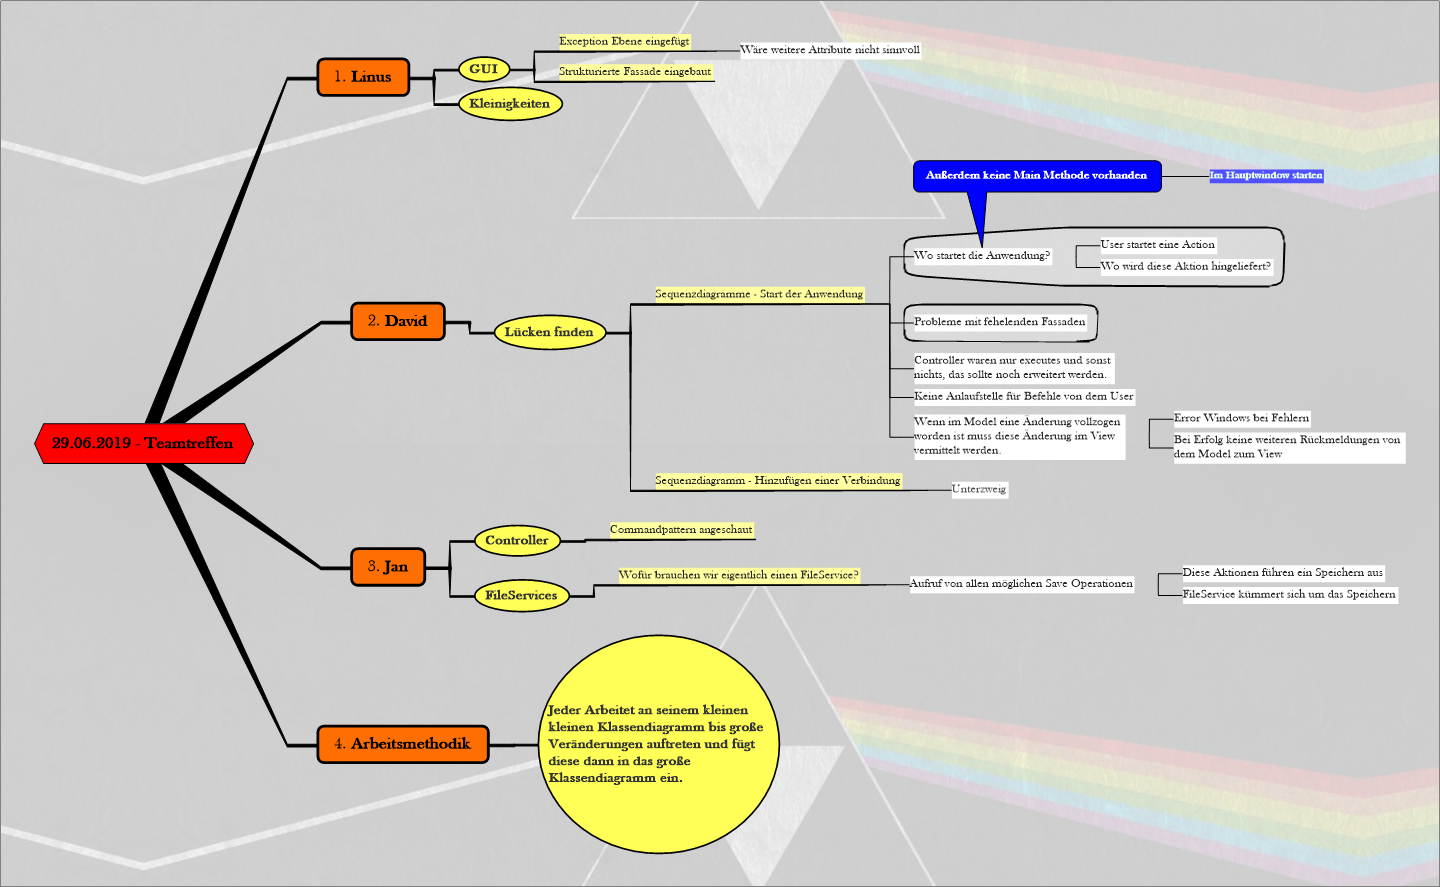 29.06.2019 - Teamtreffen
1. Linus
GUI
Exception Ebene eingefügt
Wäre weitere Attribute nicht sinnvoll
Strukturierte Fassade eingebaut
Kleinigkeiten
2. David
Lücken finden
Sequenzdiagramme - Start der Anwendung
Außerdem keine Main Methode vorhanden
Im Hauptwindow starten
Wo startet die Anwendung?
User startet eine Action
Wo wird diese Aktion hingeliefert?
Probleme mit fehelenden Fassaden
Controller waren nur executes und sonst
nichts, das sollte noch erweitert werden.
Keine Anlaufstelle für Befehle von dem User
Wenn im Model eine Änderung vollzogen
worden ist muss diese Änderung im View
vermittelt werden.
Error Windows bei Fehlern
Bei Erfolg keine weiteren Rückmeldungen von
dem Model zum View
Sequenzdiagramm - Hinzufügen einer Verbindung
Unterzweig
3. Jan
Controller
Commandpattern angeschaut
FileServices
Wofür brauchen wir eigentlich einen FileService?
Aufruf von allen möglichen Save Operationen
Diese Aktionen führen ein Speichern aus
FileService kümmert sich um das Speichern
4. Arbeitsmethodik
Jeder Arbeitet an seinem kleinen
kleinen Klassendiagramm bis große
Veränderungen auftreten und fügt
diese dann in das große
Klassendiagramm ein.